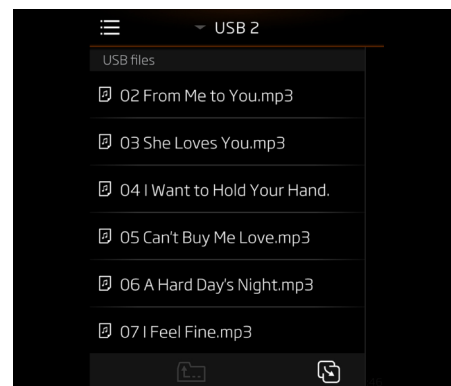 USB 2
USB files
02 From Me to You.mp3
03 She Loves You.mp3
04 I Want to Hold Your Hand.
05 Can't Buy Me Love.mp3
06 A Hard Day's Night.mp3
07 I Feel Fine.mp3